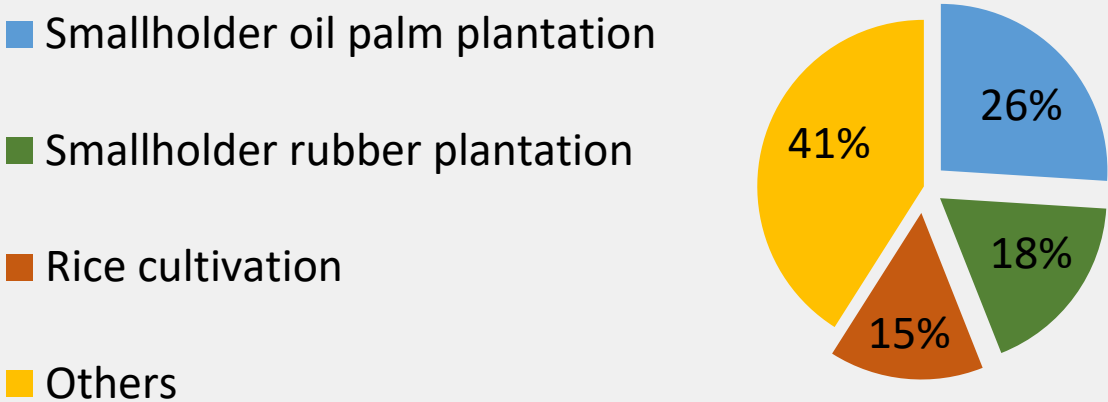 Smallholder oil palm plantation
Smallholder rubber plantation
Rice cultivation
Others
26%
41%
18%
15%